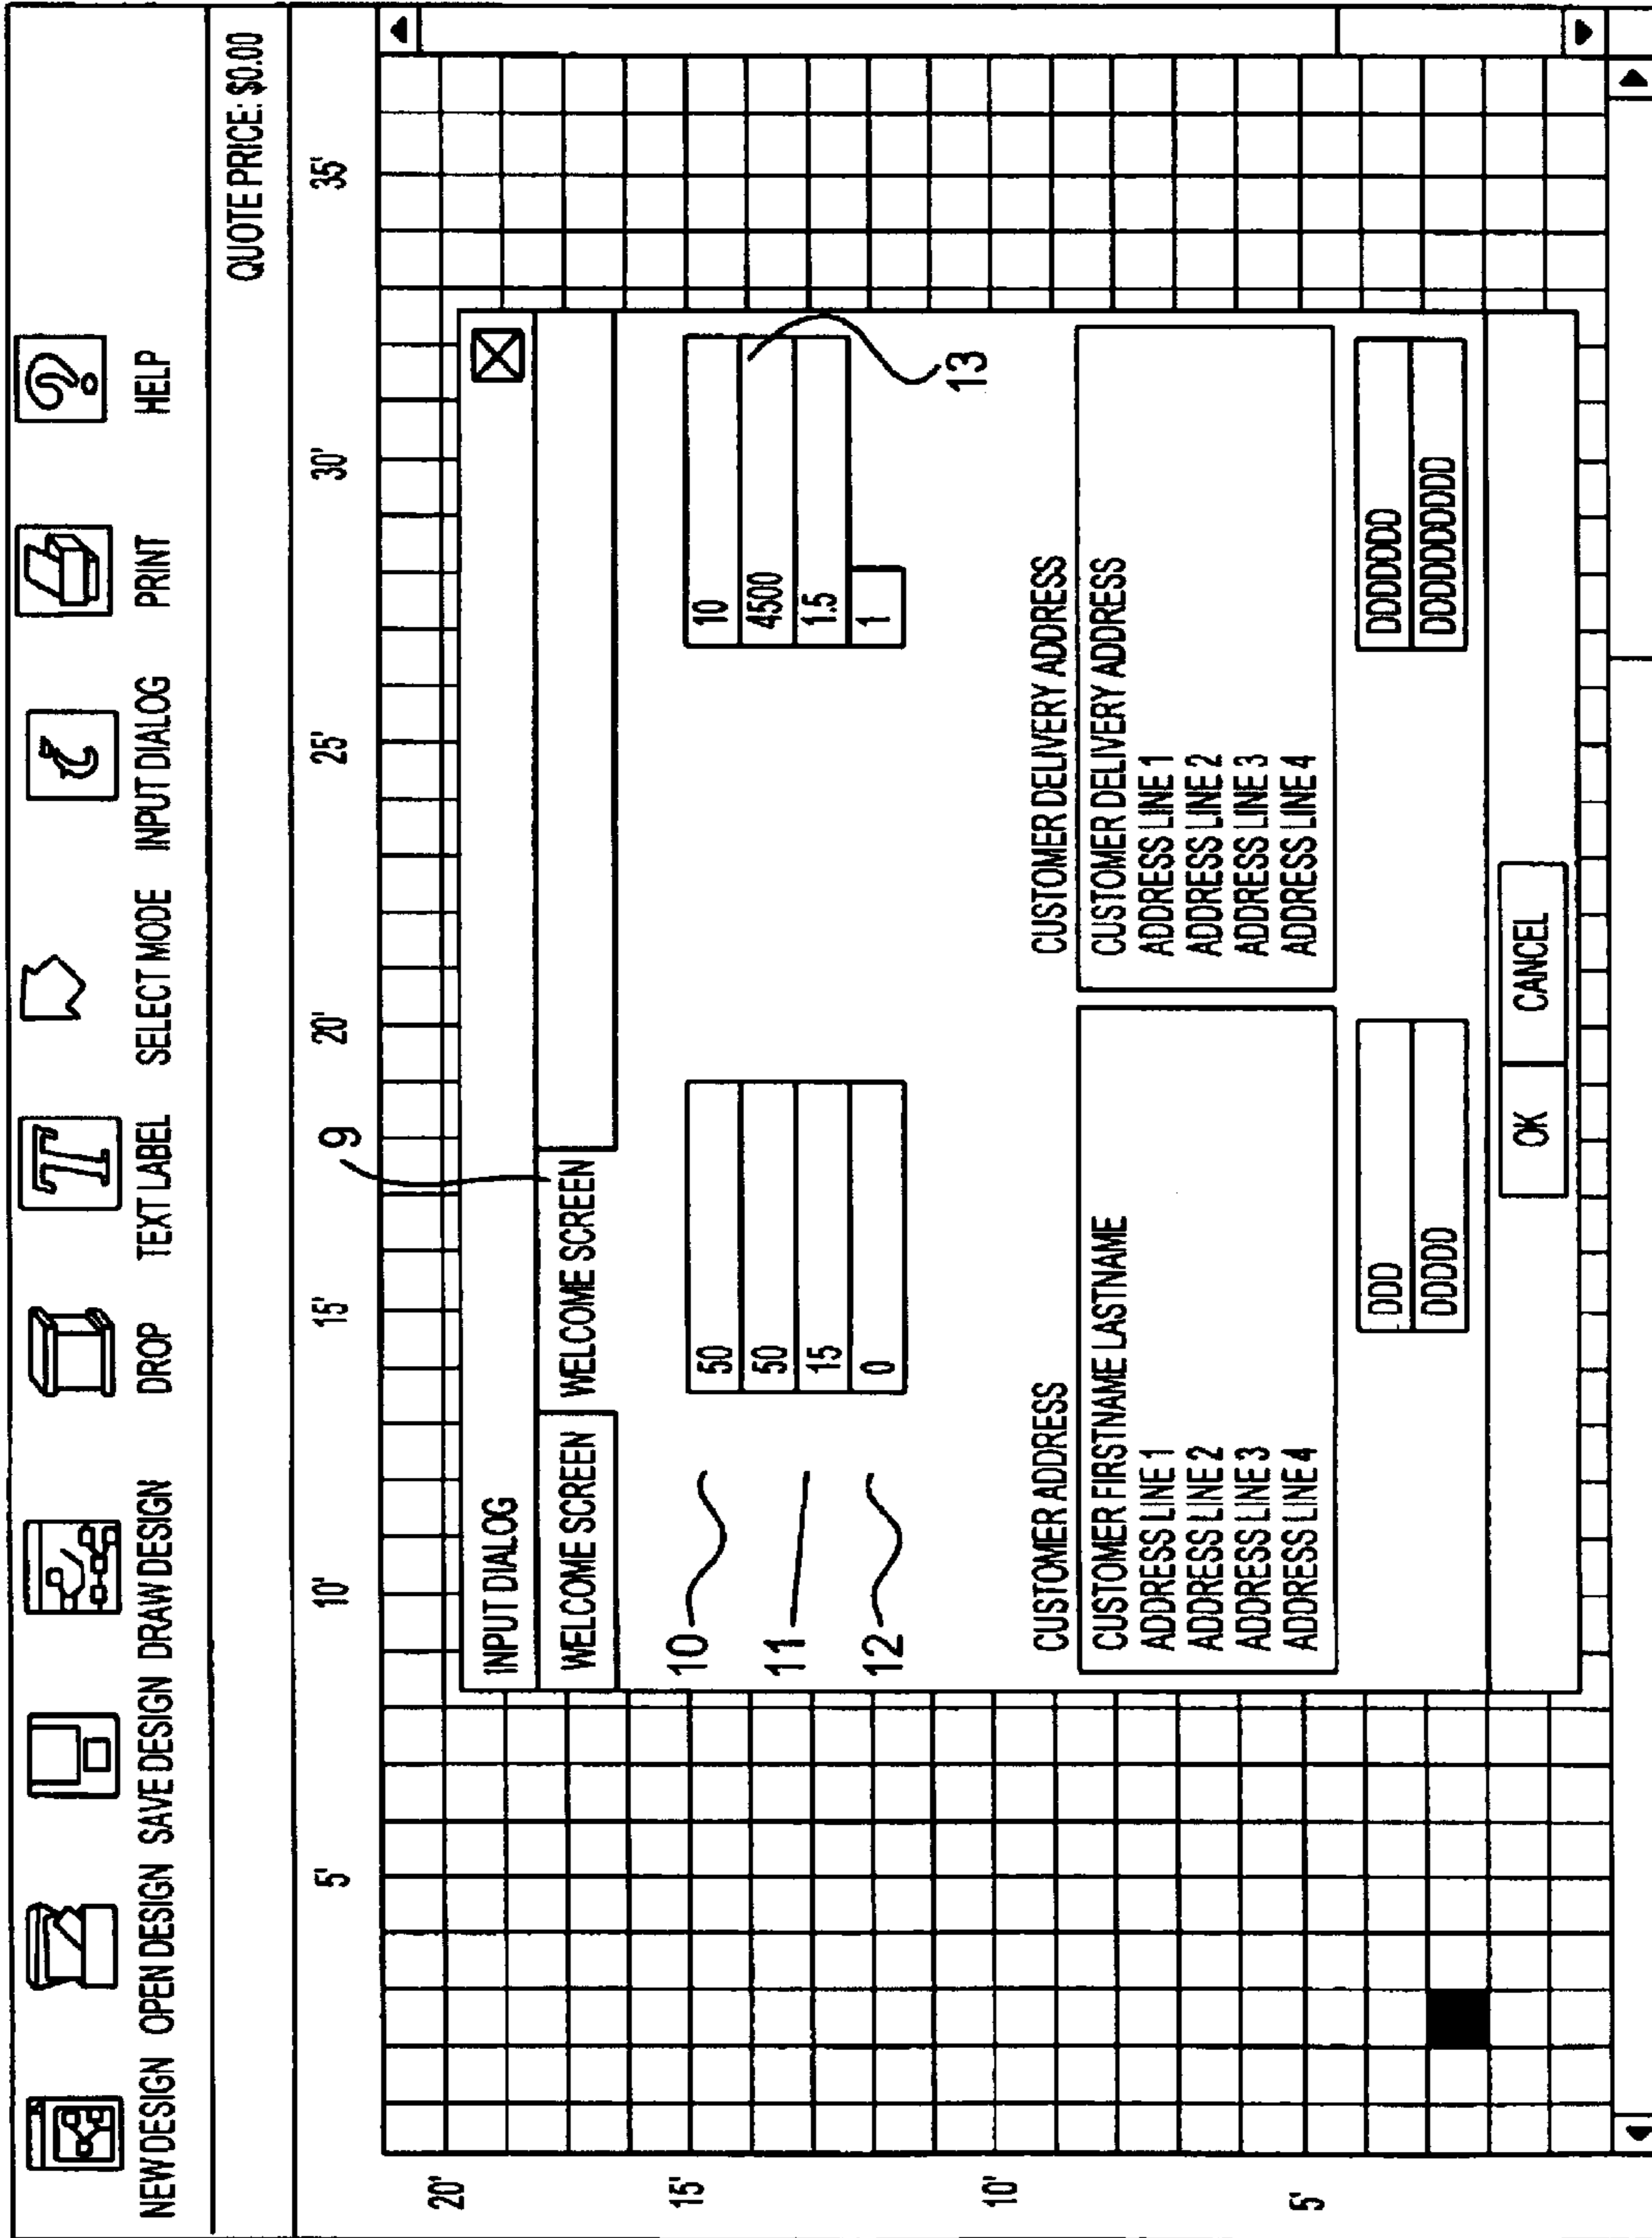 NEW DESIGN OPEN DESIGN SAVE DESIGN DRAW DESIGN DROP TEXT LABEL SELECT MODE INPUT DIALOG PRINT HELP
QUOTE PRICE: $0.00
5' 10' 15' 20' 25' 30' 35'
9
20'
15'
10'
5'
INPUT DIALOG
WELCOME SCREEN WELCOME SCREEN
10 50 10
50 4500
11 15 1.5
12 0 1
13
CUSTOMER ADDRESS CUSTOMER DELIVERY ADDRESS
CUSTOMER FIRSTNAME LASTNAME CUSTOMER DELIVERY ADDRESS
ADDRESS LINE 1 ADDRESS LINE 1
ADDRESS LINE 2 ADDRESS LINE 2
ADDRESS LINE 3 ADDRESS LINE 3
ADDRESS LINE 4 ADDRESS LINE 4
DDD DDDDDDD
DDDDD DDDDDDDDDD
OK CANCEL